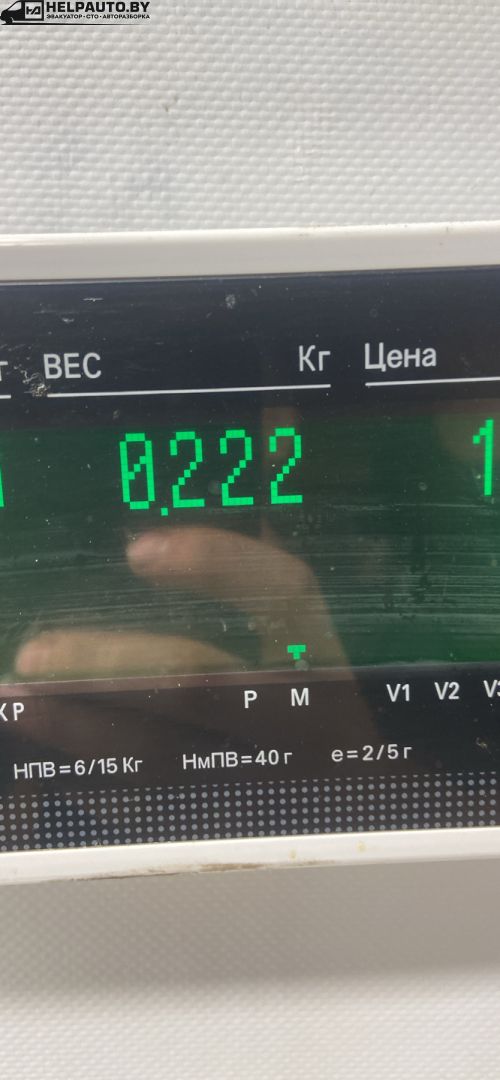 HELPAUTO.BY
ЭВАКУАТОР·СТО·АВТОРАЗБОРКА
ВЕС Кг Цена
0.222 1
Р М V1 V2
НПВ=6/15 Кг НмПВ=40 г е=2/5 г